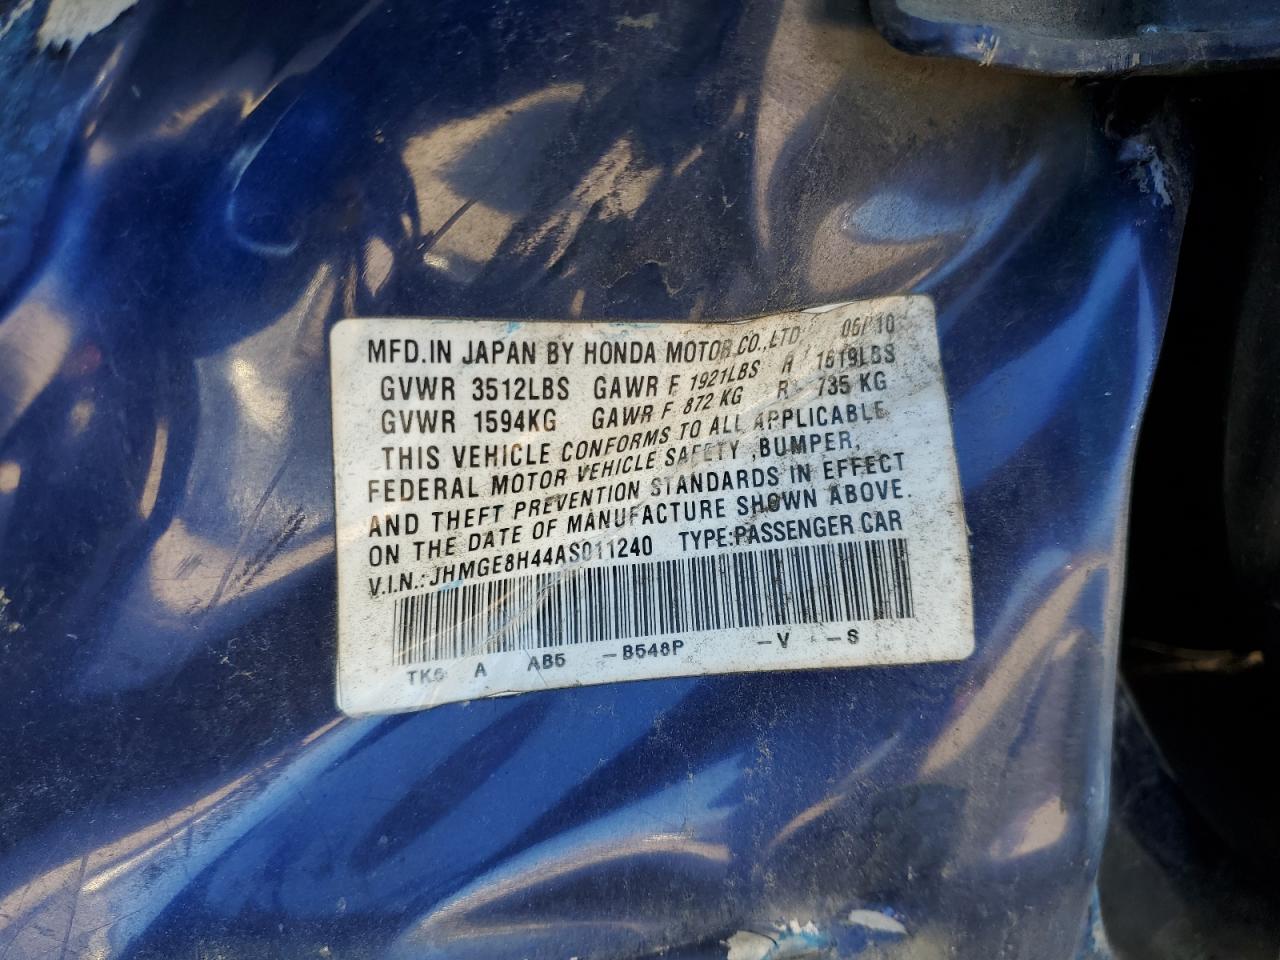 MFD.IN JAPAN BY HONDA MOTOR CO.,LTD 06/'10
GVWR 3512LBS GAWR F 1921LBS R 1619LBS
GVWR 1594KG GAWR F 872 KG R 735 KG
THIS VEHICLE CONFORMS TO ALL APPLICABLE
FEDERAL MOTOR VEHICLE SAFETY ,BUMPER,
AND THEFT PREVENTION STANDARDS IN EFFECT
ON THE DATE OF MANUFACTURE SHOWN ABOVE.
V.I.N.:JHMGE8H44AS011240 TYPE:PASSENGER CAR
TK6 A AB5 -B548P -V -S